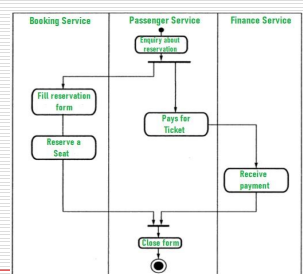 Booking Service
Passenger Service
Finance Service
Enquiry about
reservation
Fill reservation
form
Pays for
Ticket
Reserve a
Seat
Receive
payment
Close form